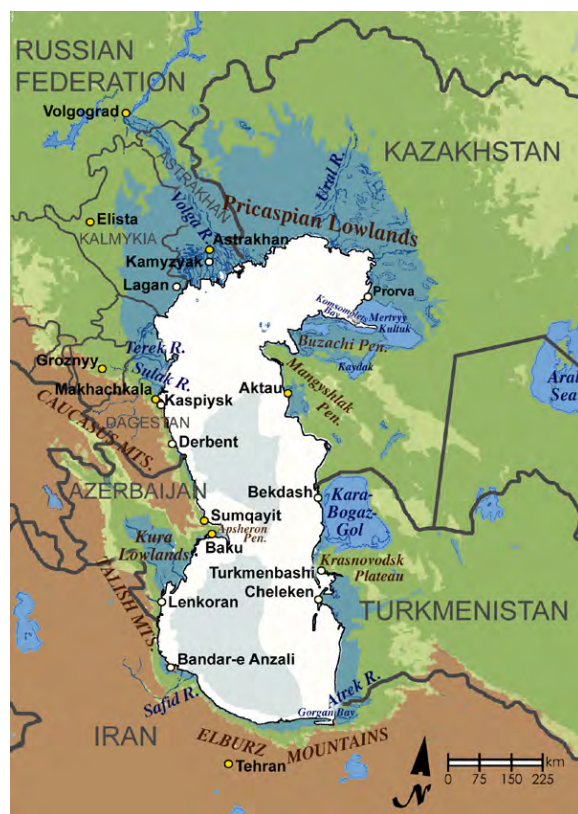 RUSSIAN
FEDERATION
Volgograd
KAZAKHSTAN
ASTRAKHAN
Ural R.
Volga R.
Pricaspian Lowlands
Elista
KALMYKIA
Astrakhan
Kamyzyak
Lagan
Prorva
Komsomolets
Bay
Mertvyy
Kultuk
Buzachi Pen.
Kaydak
Terek R.
Groznyy
Sulak R.
Mangyshlak
Pen.
Aral
Sea
Makhachkala
Kaspiysk
Aktau
DAGESTAN
CAUCASUS MTS.
Derbent
AZERBAIJAN
Bekdash
Kara-
Bogaz-
Gol
Sumqayit
Apsheron
Pen.
Kura
Lowlands
Baku
Turkmenbashi
Krasnovodsk
Plateau
Cheleken
TALISH MTS.
Lenkoran
TURKMENISTAN
Bandar-e Anzali
Safid R.
Atrek R.
Gorgan Bay
IRAN
ELBURZ MOUNTAINS
Tehran
N
km
0 75 150 225